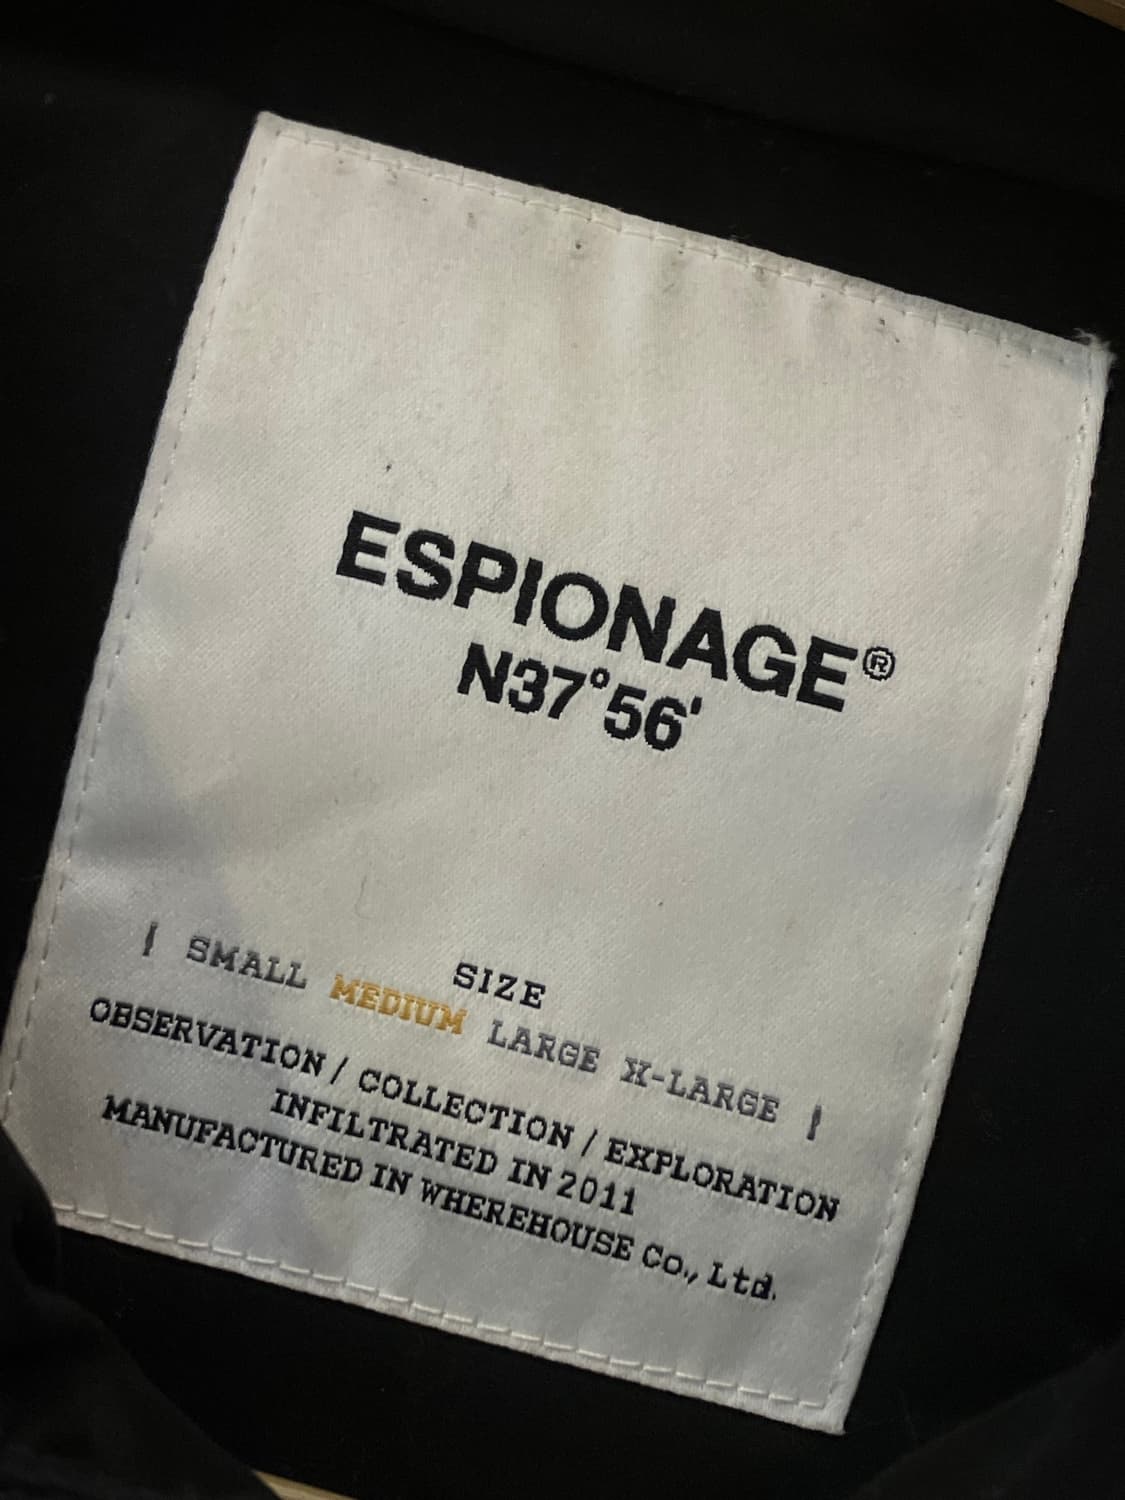 ESPIONAGE®
N37°56'
SIZE
| SMALL MEDIUM LARGE X-LARGE |
OBSERVATION / COLLECTION / EXPLORATION
INFILTRATED IN 2011
MANUFACTURED IN WHEREHOUSE Co., Ltd.